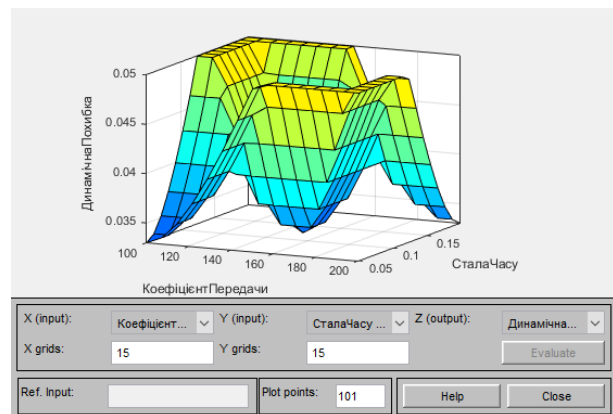 0.05
0.045
0.04
0.035
ДинамічнаПохибка
100
120
140
160
180
200
КоефіцієнтПередачи
0.05
0.1
0.15
СталаЧасу
X (input): Коефіцієнт... Y (input): СталаЧасу ... Z (output): Динамічна...
X grids: 15 Y grids: 15 Evaluate
Ref. Input: Plot points: 101 Help Close